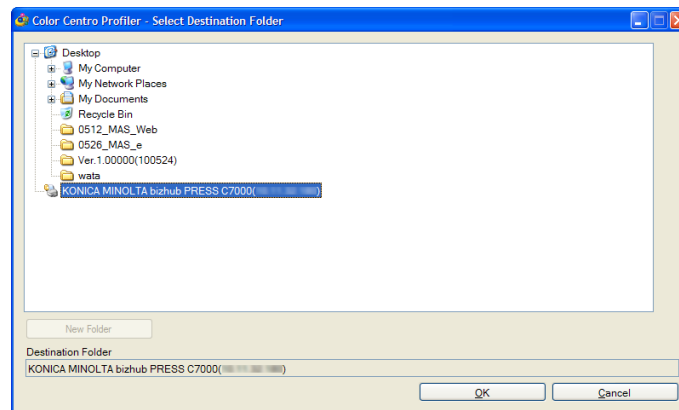 Color Centro Profiler - Select Destination Folder
Desktop
My Computer
My Network Places
My Documents
Recycle Bin
0512_MAS_Web
0526_MAS_e
Ver.1.00000(100524)
wata
KONICA MINOLTA bizhub PRESS C7000( )
New Folder
Destination Folder
KONICA MINOLTA bizhub PRESS C7000( )
OK
Cancel